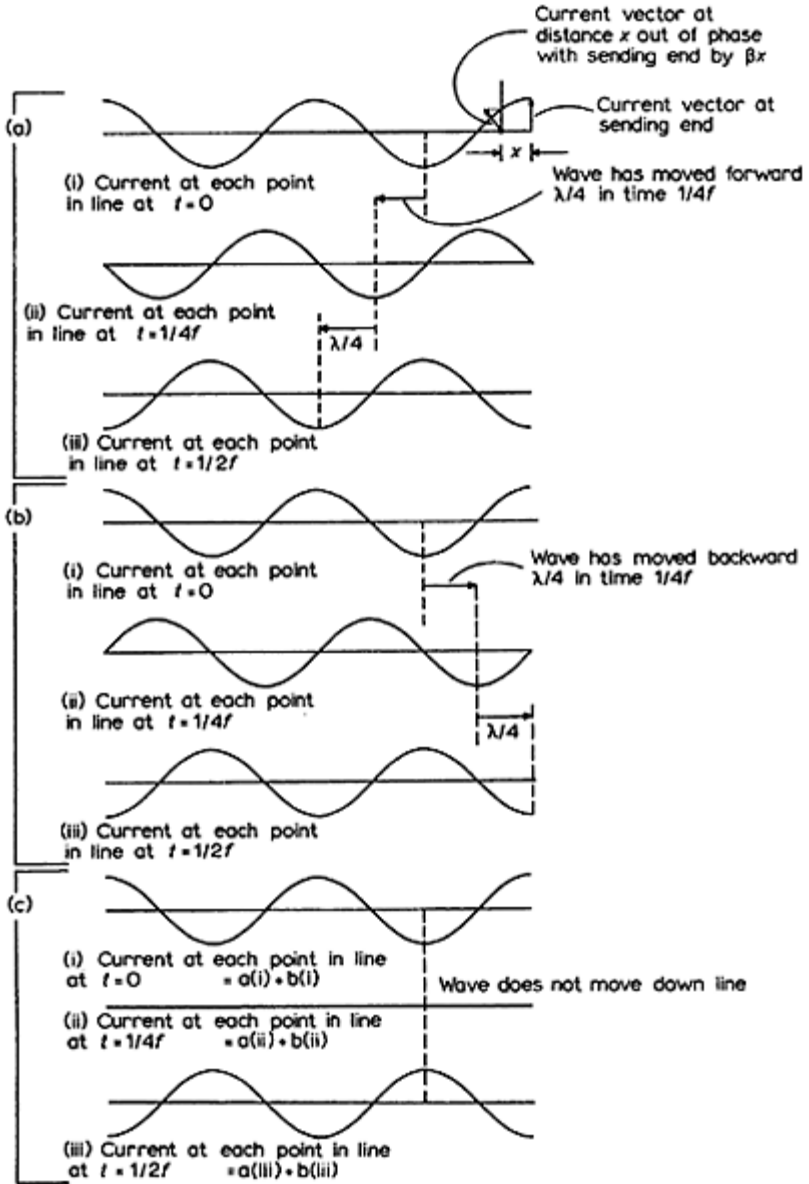 Current vector at
distance x out of phase
with sending end by βx
(a)
Current vector at
sending end
x
(i) Current at each point
in line at t=0
Wave has moved forward
λ/4 in time 1/4f
(ii) Current at each point
in line at t=1/4f
λ/4
(iii) Current at each point
in line at t=1/2f
(b)
(i) Current at each point
in line at t=0
Wave has moved backward
λ/4 in time 1/4f
(ii) Current at each point
in line at t=1/4f
λ/4
(iii) Current at each point
in line at t=1/2f
(c)
(i) Current at each point in line
at t=0 =a(i)+b(i)
Wave does not move down line
(ii) Current at each point in line
at t=1/4f =a(ii)+b(ii)
(iii) Current at each point in line
at t=1/2f =a(iii)+b(iii)